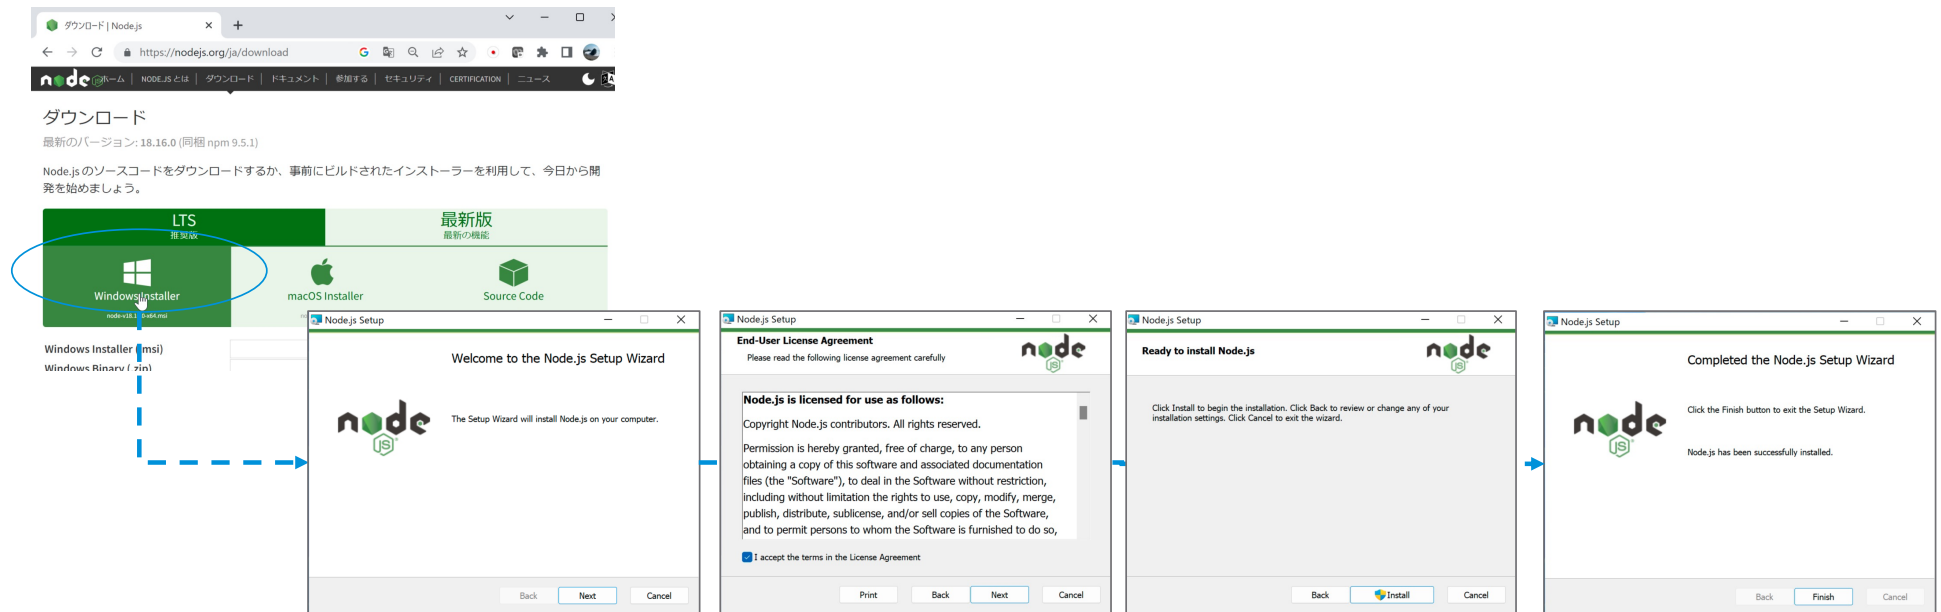 ダウンロード | Node.js
https://nodejs.org/ja/download
node
JS
ホーム | NODE.JS とは | ダウンロード | ドキュメント | 参加する | セキュリティ | CERTIFICATION | ニュース
ダウンロード
最新のバージョン: 18.16.0 (同梱 npm 9.5.1)
Node.js のソースコードをダウンロードするか、事前にビルドされたインストーラーを利用して、今日から開
発を始めましょう。
LTS
推奨版
最新版
最新の機能
Windows Installer
macOS Installer
Source Code
Windows Installer (.msi)
Windows Binary (.zip)
Node.js Setup
Welcome to the Node.js Setup Wizard
node
JS
The Setup Wizard will install Node.js on your computer.
Back Next Cancel
Node.js Setup
End-User License Agreement
Please read the following license agreement carefully
node
JS
Node.js is licensed for use as follows:
Copyright Node.js contributors. All rights reserved.
Permission is hereby granted, free of charge, to any person
obtaining a copy of this software and associated documentation
files (the "Software"), to deal in the Software without restriction,
including without limitation the rights to use, copy, modify, merge,
publish, distribute, sublicense, and/or sell copies of the Software,
and to permit persons to whom the Software is furnished to do so,
I accept the terms in the License Agreement
Print Back Next Cancel
Node.js Setup
Ready to install Node.js
node
JS
Click Install to begin the installation. Click Back to review or change any of your
installation settings. Click Cancel to exit the wizard.
Back Install Cancel
Node.js Setup
Completed the Node.js Setup Wizard
node
JS
Click the Finish button to exit the Setup Wizard.
Node.js has been successfully installed.
Back Finish Cancel